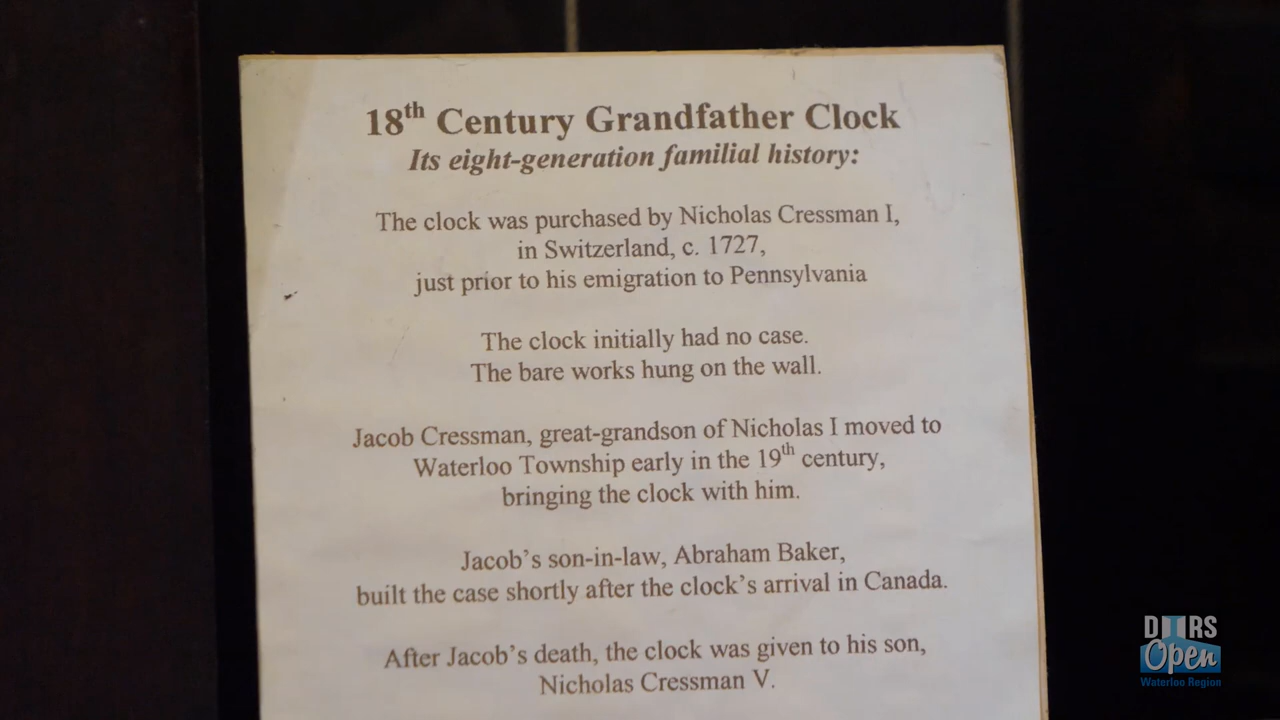 18th Century Grandfather Clock
Its eight-generation familial history:
The clock was purchased by Nicholas Cressman I,
in Switzerland, c. 1727,
just prior to his emigration to Pennsylvania
The clock initially had no case.
The bare works hung on the wall.
Jacob Cressman, great-grandson of Nicholas I moved to
Waterloo Township early in the 19th century,
bringing the clock with him.
Jacob's son-in-law, Abraham Baker,
built the case shortly after the clock's arrival in Canada.
After Jacob's death, the clock was given to his son,
Nicholas Cressman V.
DOORS
Open
Waterloo Region